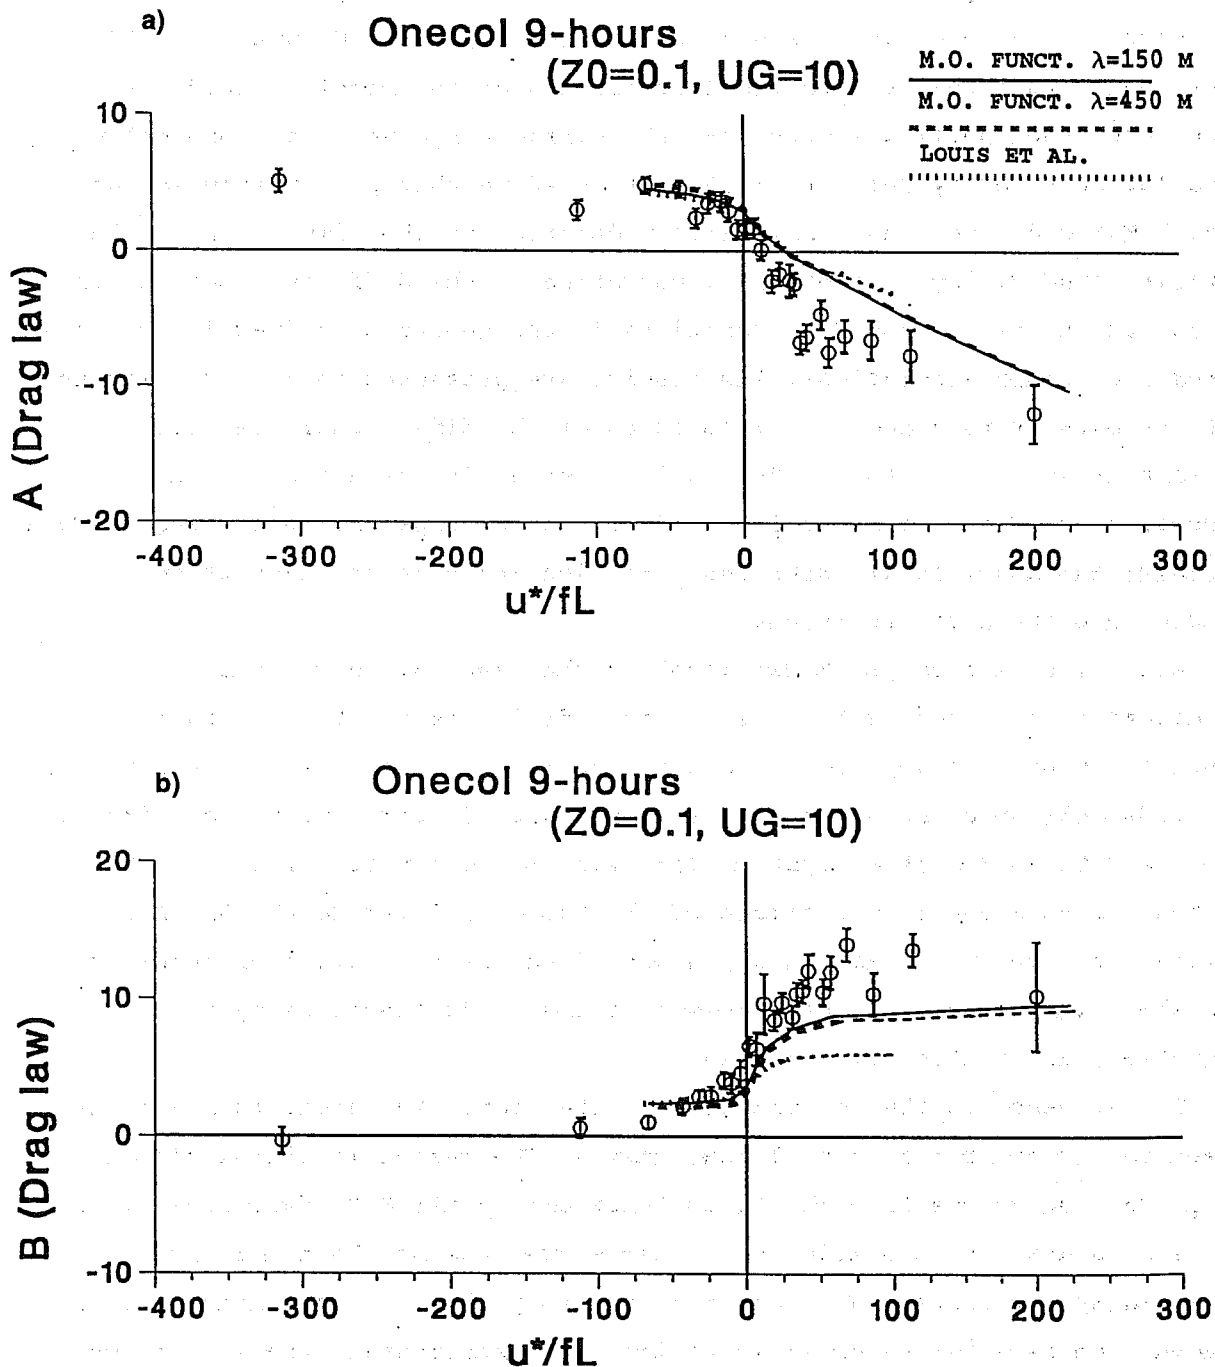 a)
Onecol 9-hours
(Z0=0.1, UG=10)
M.O. FUNCT. λ=150 M
M.O. FUNCT. λ=450 M
LOUIS ET AL.
A (Drag law)
10
0
-10
-20
-400 -300 -200 -100 0 100 200 300
u*/fL
b)
Onecol 9-hours
(Z0=0.1, UG=10)
B (Drag law)
20
10
0
-10
-400 -300 -200 -100 0 100 200 300
u*/fL